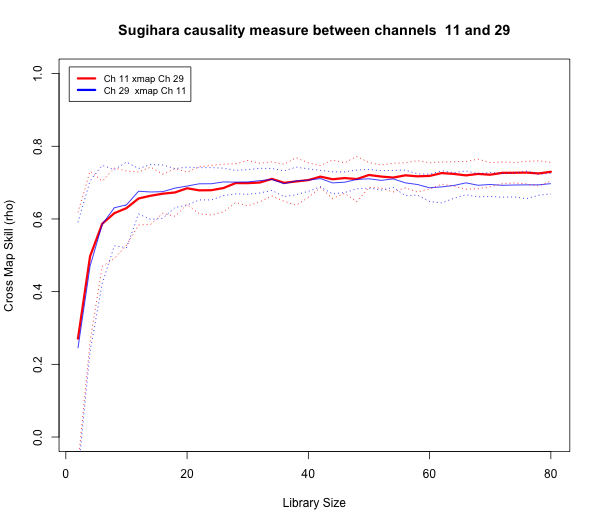 Sugihara causality measure between channels  11 and 29
Ch 11 xmap Ch 29
Ch 29  xmap Ch 11
1.0
0.8
0.6
0.4
0.2
0.0
Cross Map Skill (rho)
0 20 40 60 80
Library Size